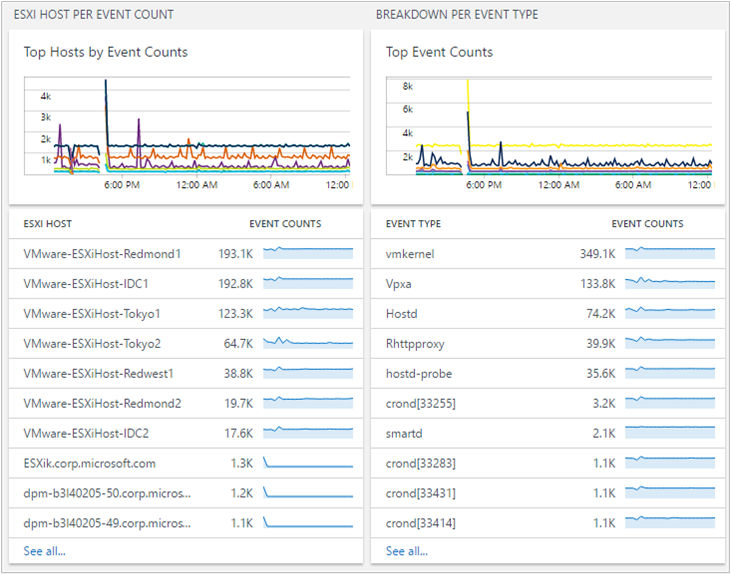 ESXI HOST PER EVENT COUNT
Top Hosts by Event Counts
4k
3k
2k
1k
6:00 PM 12:00 AM 6:00 AM 12:00
ESXI HOST EVENT COUNTS
VMware-ESXiHost-Redmond1 193.1K
VMware-ESXiHost-IDC1 192.8K
VMware-ESXiHost-Tokyo1 123.3K
VMware-ESXiHost-Tokyo2 64.7K
VMware-ESXiHost-Redwest1 38.8K
VMware-ESXiHost-Redmond2 19.7K
VMware-ESXiHost-IDC2 17.6K
ESXik.corp.microsoft.com 1.3K
dpm-b3l40205-50.corp.micros... 1.2K
dpm-b3l40205-49.corp.micros... 1.1K
See all...
BREAKDOWN PER EVENT TYPE
Top Event Counts
8k
6k
4k
2k
6:00 PM 12:00 AM 6:00 AM 12:00
EVENT TYPE EVENT COUNTS
vmkernel 349.1K
Vpxa 133.8K
Hostd 74.2K
Rhttpproxy 39.9K
hostd-probe 35.6K
crond[33255] 3.2K
smartd 2.1K
crond[33283] 1.1K
crond[33431] 1.1K
crond[33414] 1.1K
See all...